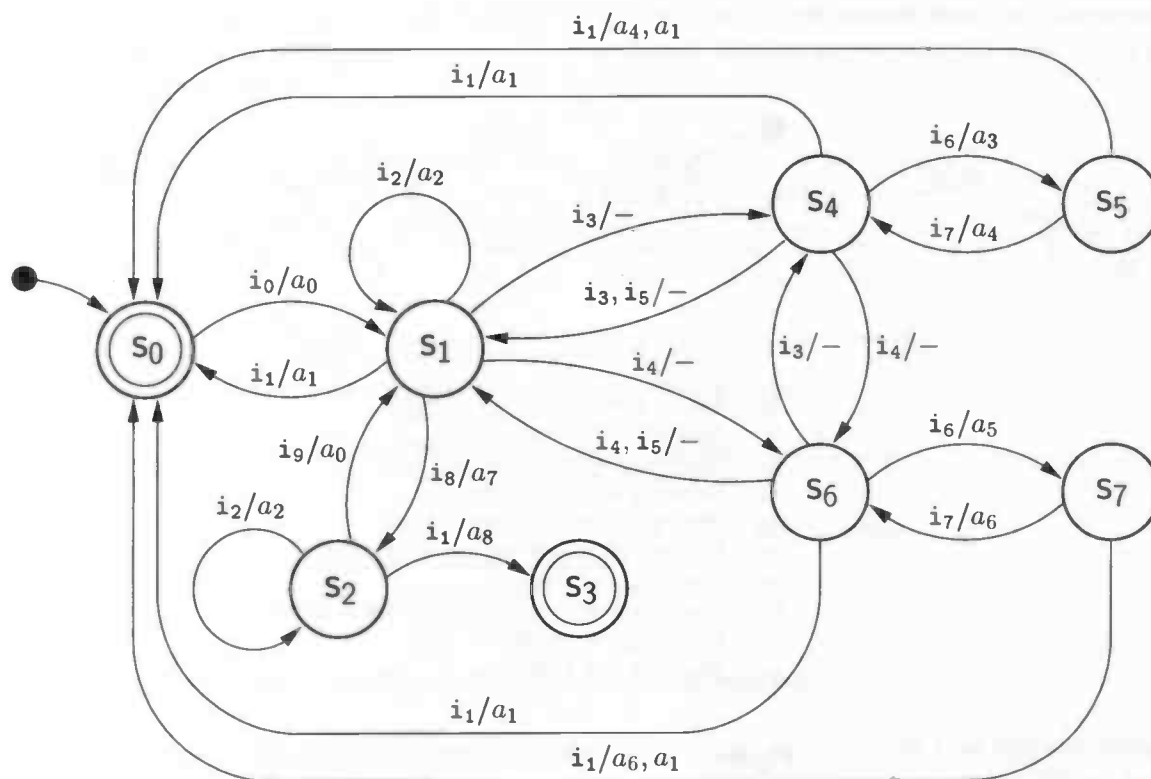 i₁/a₄, a₁
i₁/a₁
i₆/a₃
i₂/a₂
S₄
S₅
i₃/−
i₇/a₄
i₀/a₀
i₃, i₅/−
S₀
S₁
i₃/−
i₄/−
i₄/−
i₁/a₁
i₆/a₅
i₄, i₅/−
i₉/a₀
i₈/a₇
S₆
S₇
i₂/a₂
i₇/a₆
i₁/a₈
S₂
S₃
i₁/a₁
i₁/a₆, a₁